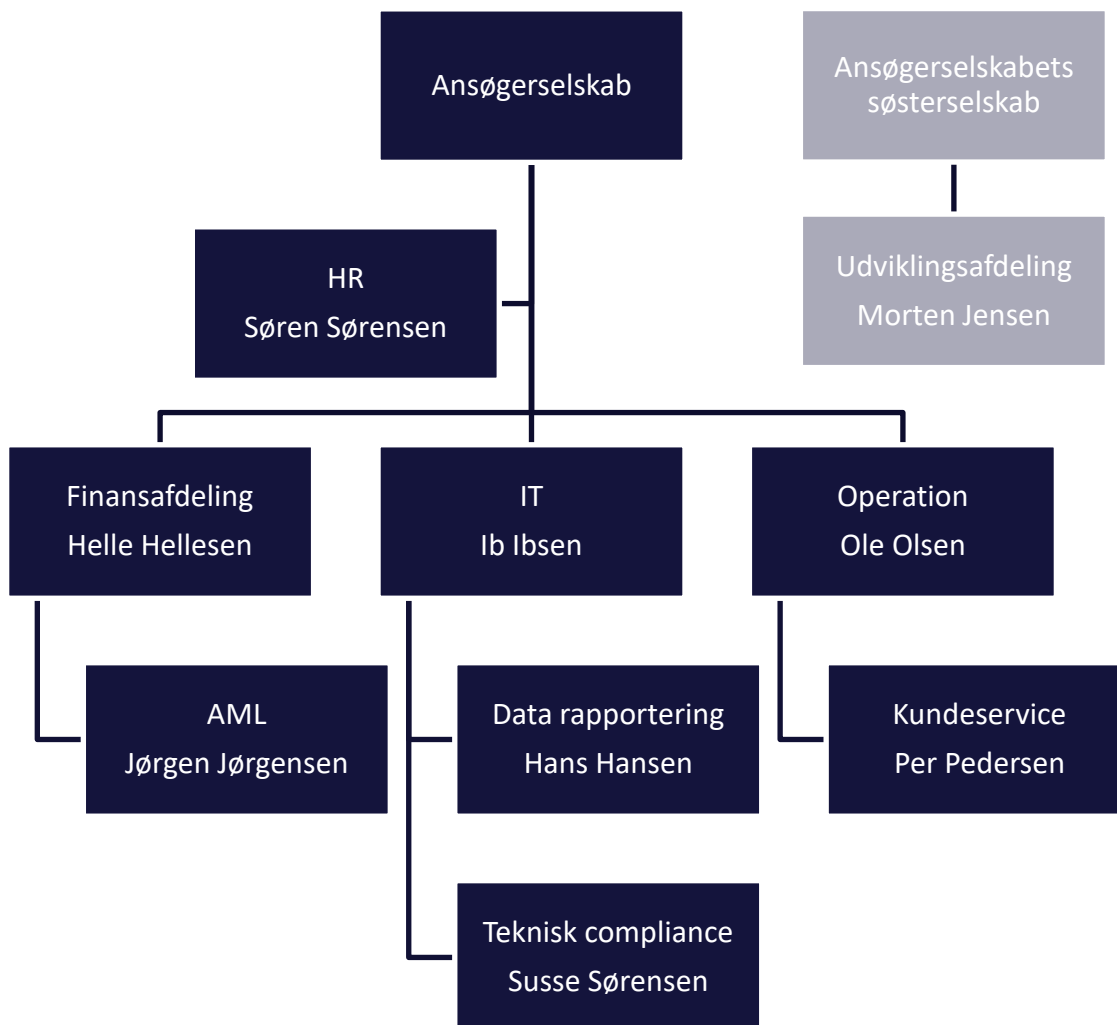 Ansøgerselskab
Ansøgerselskabets
søsterselskab
HR
Søren Sørensen
Udviklingsafdeling
Morten Jensen
Finansafdeling
Helle Hellesen
IT
Ib Ibsen
Operation
Ole Olsen
AML
Jørgen Jørgensen
Data rapportering
Hans Hansen
Kundeservice
Per Pedersen
Teknisk compliance
Susse Sørensen